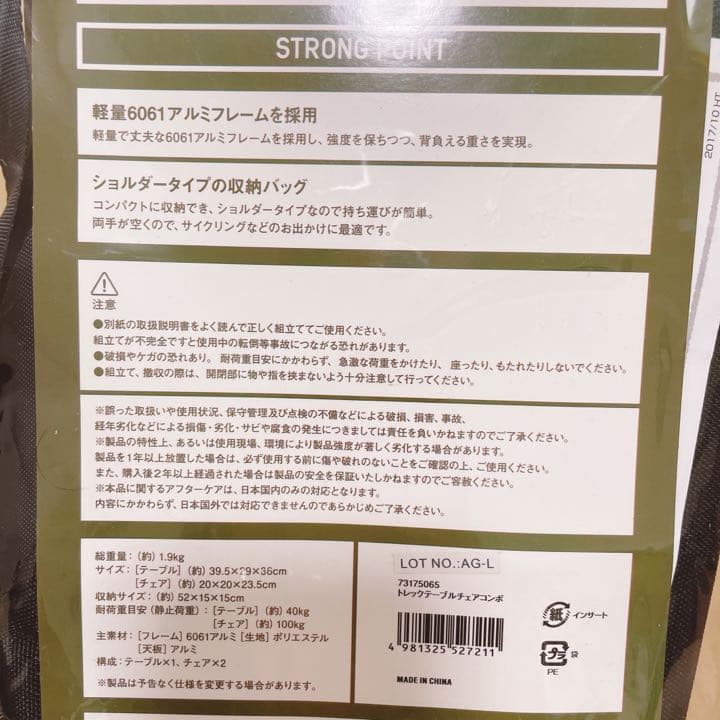 STRONG POINT
軽量6061アルミフレームを採用
軽量で丈夫な6061アルミフレームを採用し、強度を保ちつつ、背負える重さを実現。
ショルダータイプの収納バッグ
コンパクトに収納でき、ショルダータイプなので持ち運びが簡単。
両手が空くので、サイクリングなどのお出かけに最適です。
注意
●別紙の取扱説明書をよく読んで正しく組立ててご使用ください。
組立てが不完全ですと使用中の転倒等事故につながる恐れがあります。
●破損やケガの恐れあり。耐荷重目安にかかわらず、急激な荷重をかけたり、座ったり、もたれたりしないでください。
●組立て、撤収の際は、開閉部に物や指を挟まないよう十分注意して行ってください。
※誤った取扱いや使用状況、保守管理及び点検の不備などによる破損、損害、事故、
経年劣化などによる損傷・劣化・サビや腐食の発生につきましては責任を負いかねますのでご了承ください。
※製品の特性上、あるいは使用現場、環境により製品強度が著しく劣化する場合があります。
製品を1年以上放置した場合は、必ず使用する前に傷や破れのないことをご確認の上、ご使用ください。
また、購入後2年以上経過された場合は製品の安全を保証いたしかねますのでご容赦ください。
※本品に関するアフターケアは、日本国内のみの対応となります。
内容にかかわらず、日本国外では対応できませんのであらかじめご了承ください。
総重量：（約）1.9kg
サイズ：［テーブル］（約）39.5×29×36cm
［チェア］（約）20×20×23.5cm
収納サイズ：（約）52×15×15cm
耐荷重目安（静止荷重）：［テーブル］（約）40kg
［チェア］（約）100kg
主素材：［フレーム］6061アルミ［生地］ポリエステル
［天板］アルミ
構成：テーブル×1、チェア×2
※製品は予告なく仕様を変更する場合があります。
LOT NO.:AG-L
73175065
トレックテーブルチェアコンボ
4 981325 527211
MADE IN CHINA
紙
インサート
プラ
袋
PE
2017/10 HT